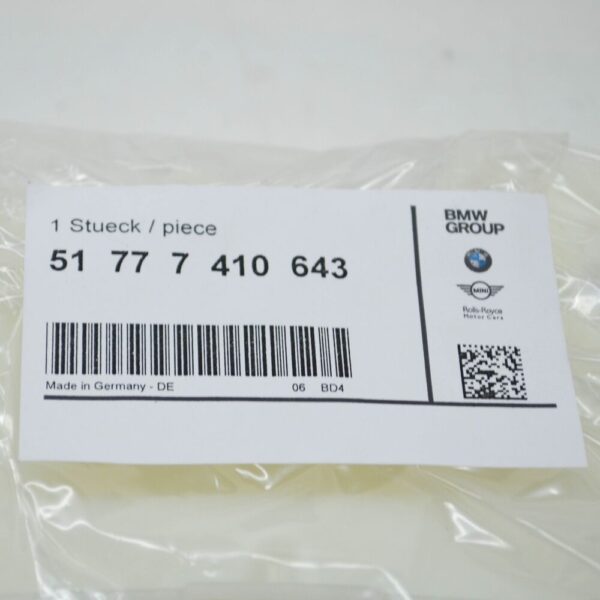 1 Stueck / piece
51 77 7 410 643
Made in Germany - DE 06 BD4
BMW
GROUP
MINI
Rolls-Royce
Motor Cars